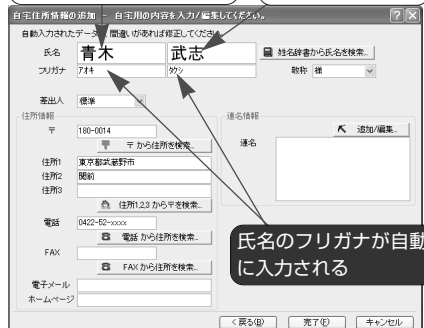 自宅住所情報の追加 - 自宅用の内容を入力/編集してください。
自動入力されたデータに間違いがあれば修正してください。
氏名 青木 武志 姓名辞書から氏名を検索...
フリガナ アオキ タケシ 敬称 様
差出人 標準
住所情報 連名情報
〒 180-0014 追加/編集...
〒から住所を検索... 連名
住所1 東京都武蔵野市
住所2 関前
住所3
住所1,2,3 から〒を検索...
電話 0422-52-xxxx
電話 から住所を検索...
FAX
FAX から住所を検索...
電子メール
ホームページ
氏名のフリガナが自動
に入力される
< 戻る(B) 完了(F) キャンセル